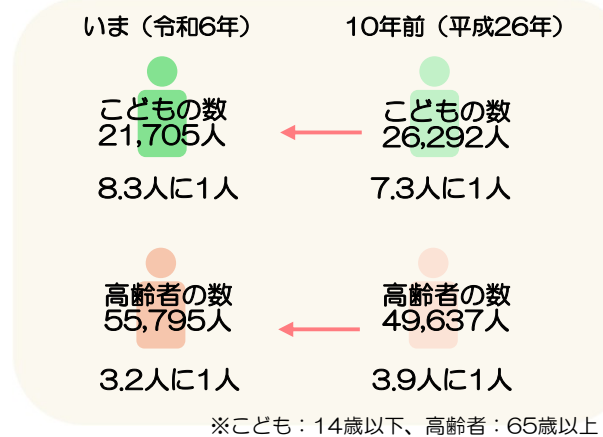 いま（令和6年）
10年前（平成26年）
こどもの数
21,705人
こどもの数
26,292人
8.3人に1人
7.3人に1人
高齢者の数
55,795人
高齢者の数
49,637人
3.2人に1人
3.9人に1人
※こども：14歳以下、高齢者：65歳以上